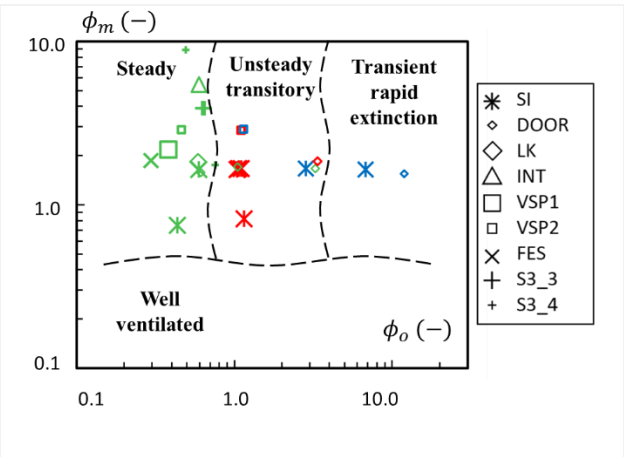 ϕₘ (−)
10.0
Steady
Unsteady
transitory
Transient
rapid
extinction
1.0
Well
ventilated
ϕₒ (−)
0.1
0.1
1.0
10.0
SI
DOOR
LK
INT
VSP1
VSP2
FES
S3_3
S3_4